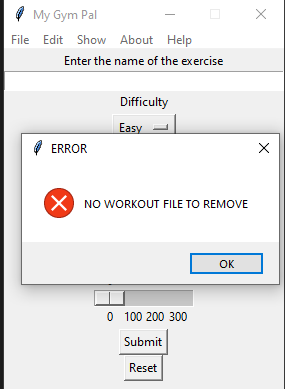 My Gym Pal
File Edit Show About Help
Enter the name of the exercise
Difficulty
Easy
ERROR
NO WORKOUT FILE TO REMOVE
OK
0 100 200 300
Submit
Reset